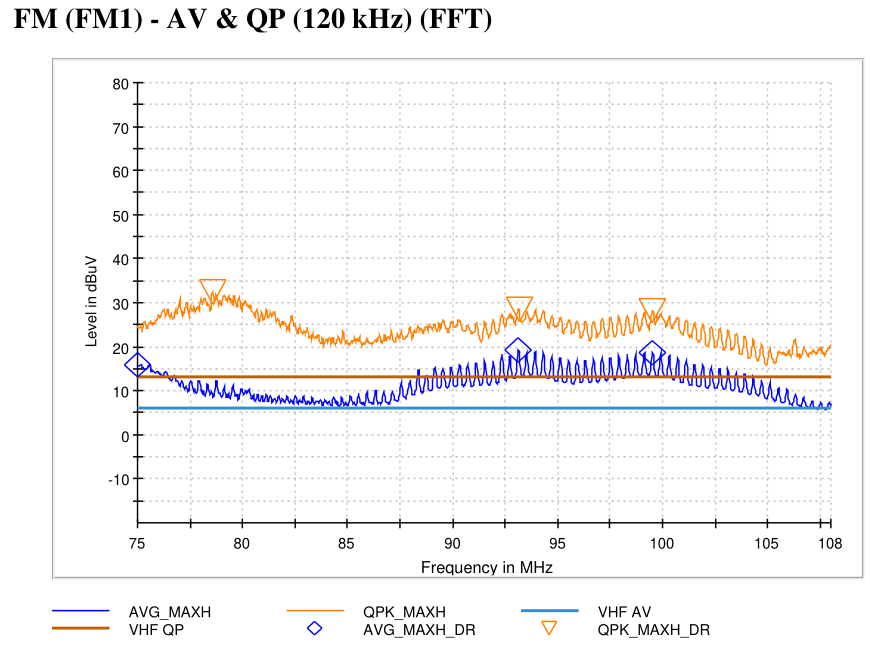 FM (FM1) - AV & QP (120 kHz) (FFT)
80
70
60
50
40
30
20
10
0
-10
Level in dBuV
75 80 85 90 95 100 105 108
Frequency in MHz
AVG_MAXH QPK_MAXH VHF AV
VHF QP AVG_MAXH_DR QPK_MAXH_DR